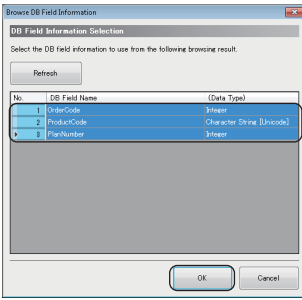 Browse DB Field Information
DB Field Information Selection
Select the DB field information to use from the following browsing result.
Refresh
No. DB Field Name (Data Type)
1 OrderCode Integer
2 ProductCode Character String [Unicode]
3 PlanNumber Integer
OK Cancel